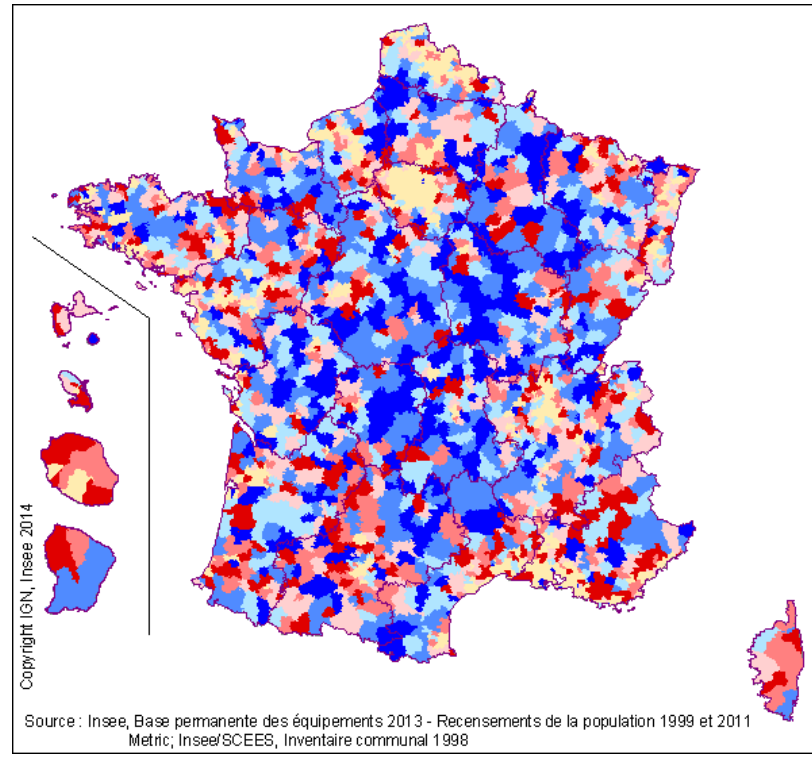 Copyright IGN, Insee 2014
Source : Insee, Base permanente des équipements 2013 - Recensements de la population 1999 et 2011
Metric; Insee/SCEES, Inventaire communal 1998